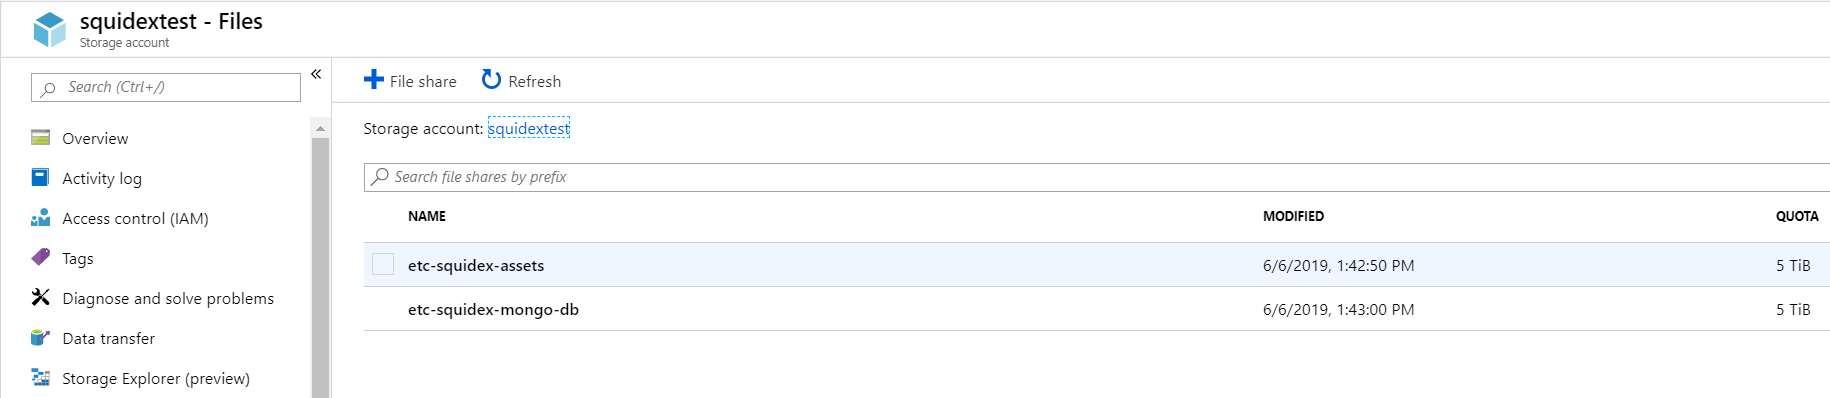 squidextest - Files
Storage account
Search (Ctrl+/)
«
Overview
Activity log
Access control (IAM)
Tags
Diagnose and solve problems
Data transfer
Storage Explorer (preview)
File share
Refresh
Storage account: squidextest
Search file shares by prefix
NAME MODIFIED QUOTA
etc-squidex-assets 6/6/2019, 1:42:50 PM 5 TiB
etc-squidex-mongo-db 6/6/2019, 1:43:00 PM 5 TiB